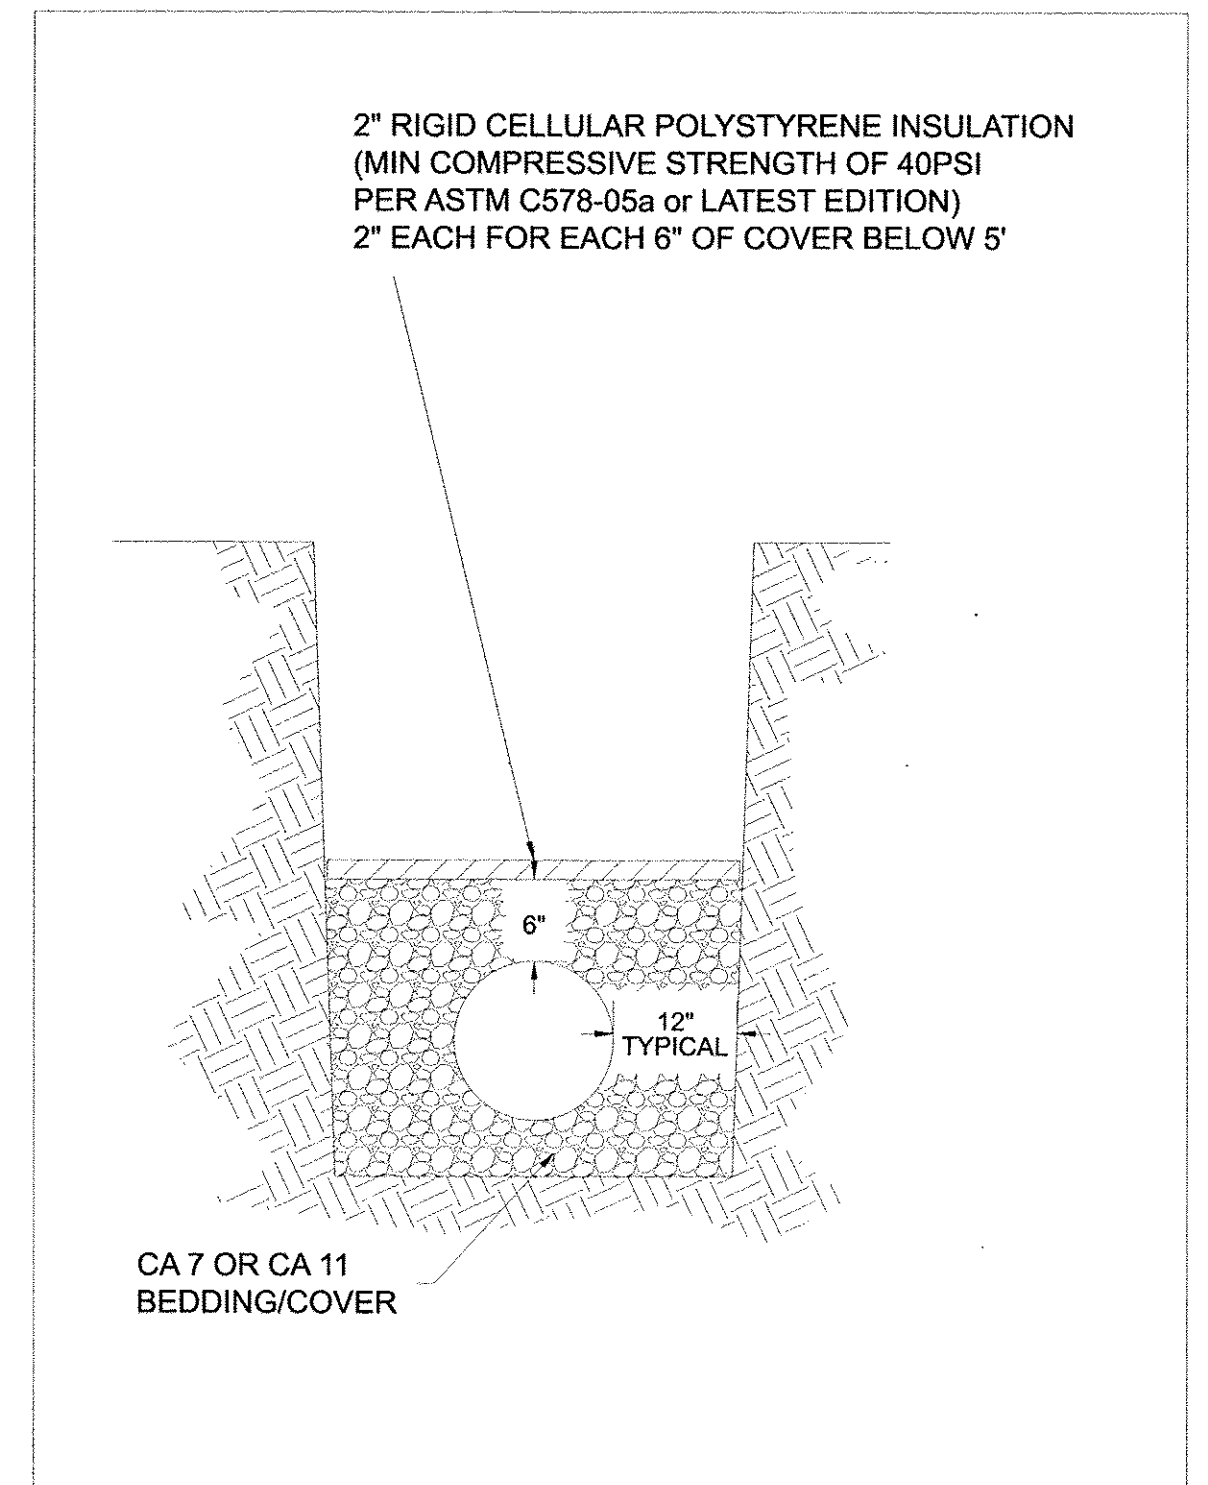 2" RIGID CELLULAR POLYSTYRENE INSULATION
(MIN COMPRESSIVE STRENGTH OF 40PSI
PER ASTM C578-05a or LATEST EDITION)
2" EACH FOR EACH 6" OF COVER BELOW 5'
6"
12"
TYPICAL
CA 7 OR CA 11
BEDDING/COVER